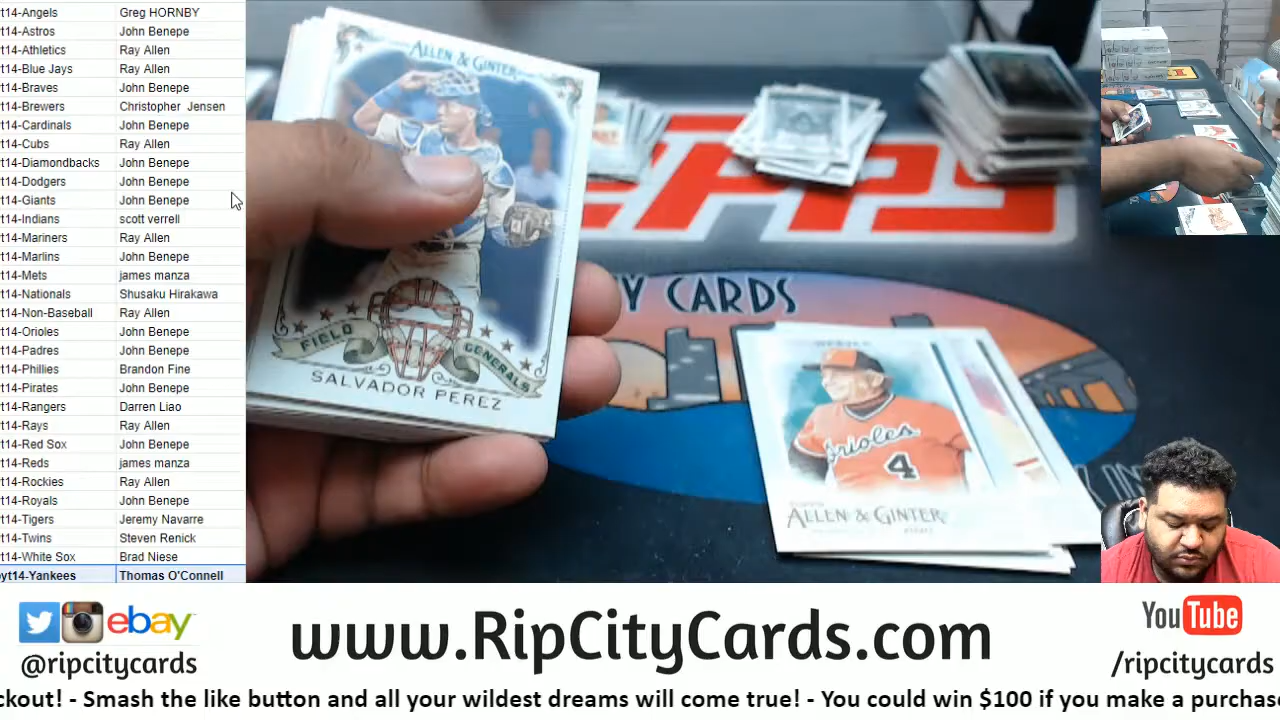 t14-Angels Greg HORNBY
t14-Astros John Benepe
t14-Athletics Ray Allen
t14-Blue Jays Ray Allen
t14-Braves John Benepe
t14-Brewers Christopher Jensen
t14-Cardinals John Benepe
t14-Cubs Ray Allen
t14-Diamondbacks John Benepe
t14-Dodgers John Benepe
t14-Giants John Benepe
t14-Indians scott verrell
t14-Mariners Ray Allen
t14-Marlins John Benepe
t14-Mets james manza
t14-Nationals Shusaku Hirakawa
t14-Non-Baseball Ray Allen
t14-Orioles John Benepe
t14-Padres John Benepe
t14-Phillies Brandon Fine
t14-Pirates John Benepe
t14-Rangers Darren Liao
t14-Rays Ray Allen
t14-Red Sox John Benepe
t14-Reds james manza
t14-Rockies Ray Allen
t14-Royals John Benepe
t14-Tigers Jeremy Navarre
t14-Twins Steven Renick
t14-White Sox Brad Niese
yt14-Yankees Thomas O'Connell
ALLEN & GINTER
FIELD GENERALS
SALVADOR PEREZ
PPS
Y CARDS
WEAVER
Orioles
4
TOPPS
ALLEN & GINTER
ebay
@ripcitycards
www.RipCityCards.com
YouTube
/ripcitycards
ckout! - Smash the like button and all your wildest dreams will come true! - You could win $100 if you make a purchase